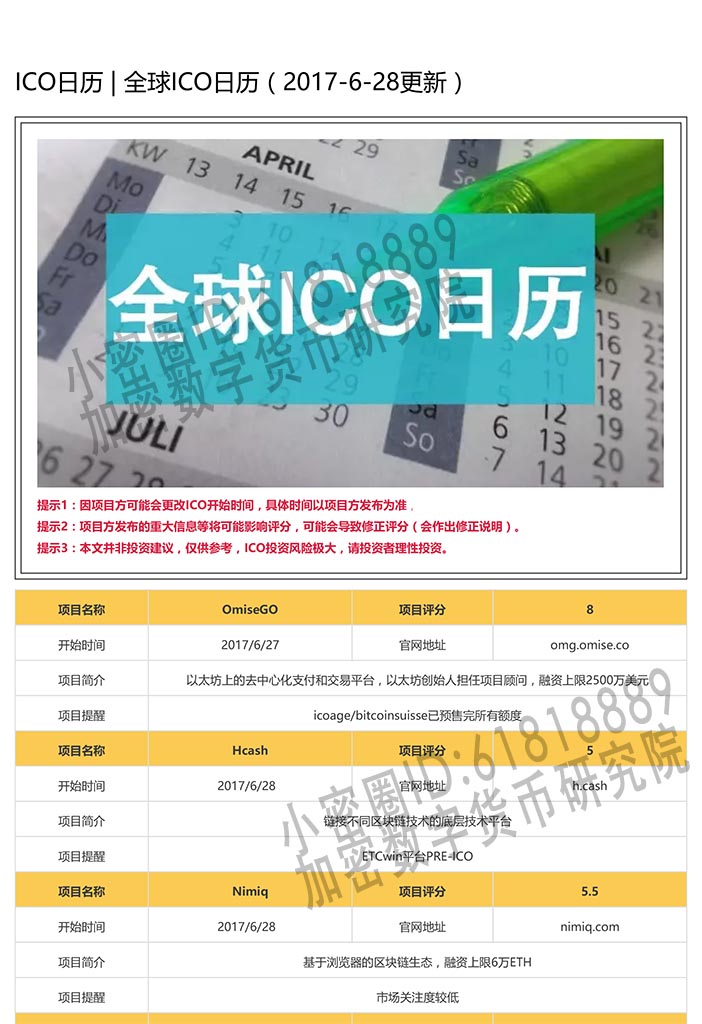 ICO日历 | 全球ICO日历（2017-6-28更新）
KW 13 14 15 16
APRIL
22 29
Mo
Di
Do
Fr
Sa
Sa
So
全球ICO日历
小密圈ID:61818889
加密数字货币研究院
JULI
30
Sa
So
6 13 20
7 14 21
15 22
16 23
17 24
18
12 19
20 21
26 27 28
提示1：因项目方可能会更改ICO开始时间，具体时间以项目方发布为准，
提示2：项目方发布的重大信息等将可能影响评分，可能会导致修正评分（会作出修正说明）。
提示3：本文并非投资建议，仅供参考，ICO投资风险极大，请投资者理性投资。
项目名称 OmiseGO 项目评分 8
开始时间 2017/6/27 官网地址 omg.omise.co
项目简介 以太坊上的去中心化支付和交易平台，以太坊创始人担任项目顾问，融资上限2500万美元
项目提醒 icoage/bitcoinsuisse已预售完所有额度
项目名称 Hcash 项目评分 5
开始时间 2017/6/28 官网地址 h.cash
项目简介 链接不同区块链技术的底层技术平台
项目提醒 ETCwin平台PRE-ICO
小密圈ID:61818889
加密数字货币研究院
项目名称 Nimiq 项目评分 5.5
开始时间 2017/6/28 官网地址 nimiq.com
项目简介 基于浏览器的区块链生态，融资上限6万ETH
项目提醒 市场关注度较低